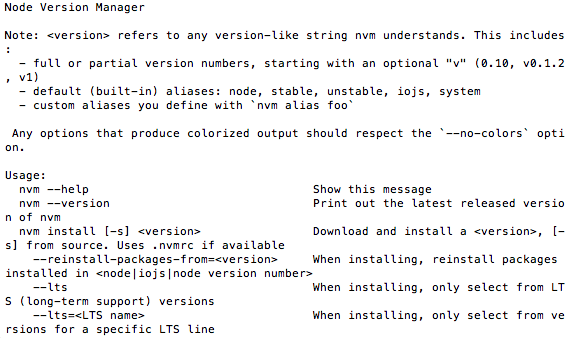 Node Version Manager

Note: <version> refers to any version-like string nvm understands. This includes
:
  - full or partial version numbers, starting with an optional "v" (0.10, v0.1.2
, v1)
  - default (built-in) aliases: node, stable, unstable, iojs, system
  - custom aliases you define with `nvm alias foo`

 Any options that produce colorized output should respect the `--no-colors` opti
on.

Usage:
  nvm --help                              Show this message
  nvm --version                           Print out the latest released versio
n of nvm
  nvm install [-s] <version>              Download and install a <version>, [-
s] from source. Uses .nvmrc if available
    --reinstall-packages-from=<version>   When installing, reinstall packages
installed in <node|iojs|node version number>
    --lts                                 When installing, only select from LT
S (long-term support) versions
    --lts=<LTS name>                      When installing, only select from ve
rsions for a specific LTS line